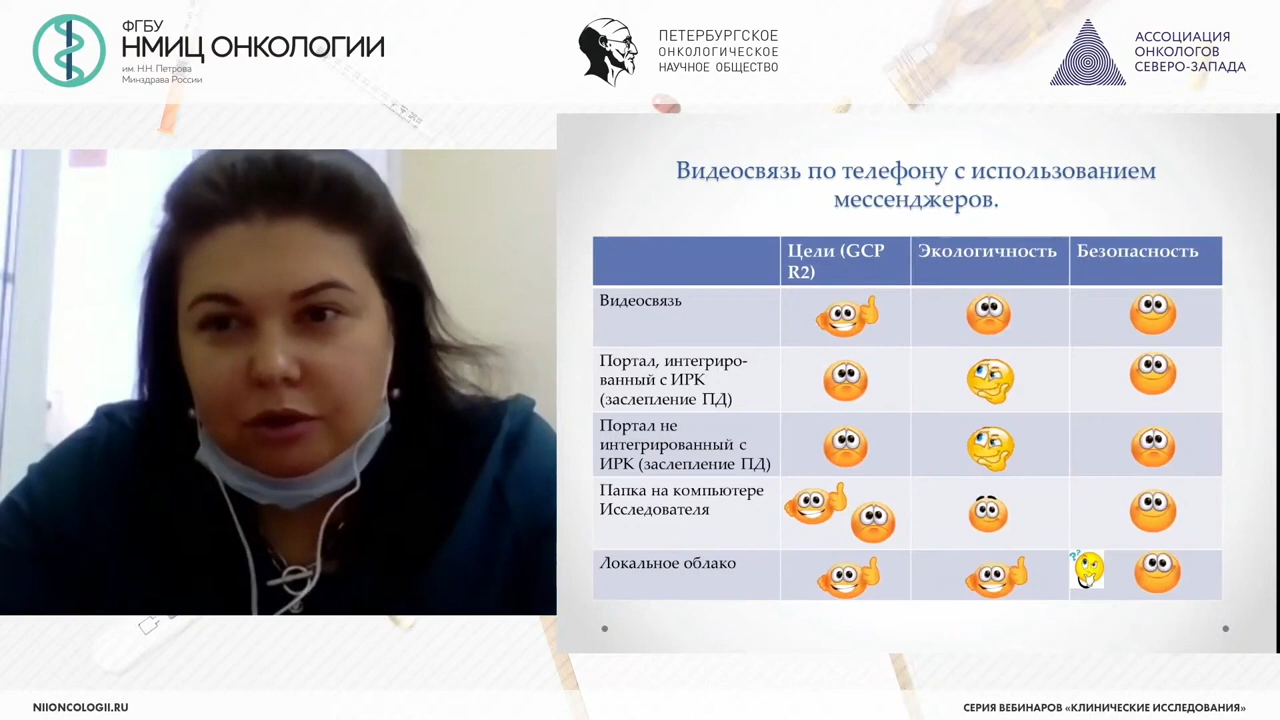 ФГБУ
НМИЦ ОНКОЛОГИИ
им. Н.Н. Петрова
Минздрава России
ПЕТЕРБУРГСКОЕ
ОНКОЛОГИЧЕСКОЕ
НАУЧНОЕ ОБЩЕСТВО
АССОЦИАЦИЯ
ОНКОЛОГОВ
СЕВЕРО-ЗАПАДА
Видеосвязь по телефону с использованием
мессенджеров.
Цели (GCP
R2)
Экологичность
Безопасность
Видеосвязь
Портал, интегриро-
ванный с ИРК
(заслепление ПД)
Портал не
интегрированный с
ИРК (заслепление ПД)
Папка на компьютере
Исследователя
Локальное облако
NIIONCOLOGII.RU
СЕРИЯ ВЕБИНАРОВ «КЛИНИЧЕСКИЕ ИССЛЕДОВАНИЯ»